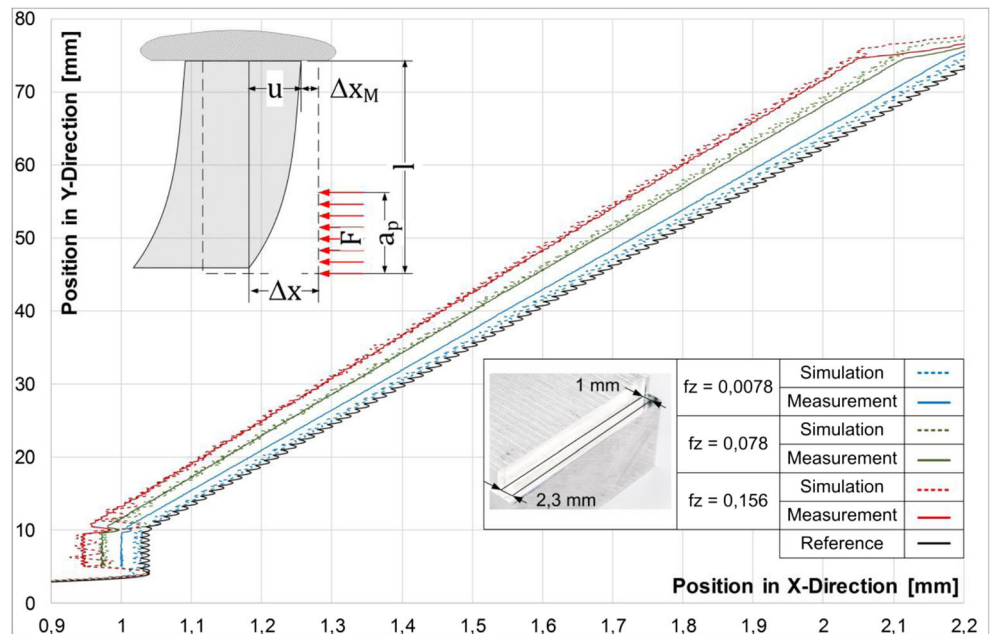 80
70
60
50
40
30
20
10
0
Position in Y-Direction [mm]
u
Δx_M
l
F
a_p
Δx
1 mm
2,3 mm
fz = 0,0078
Simulation
Measurement
fz = 0,078
Simulation
Measurement
fz = 0,156
Simulation
Measurement
Reference
Position in X-Direction [mm]
0,9 1 1,1 1,2 1,3 1,4 1,5 1,6 1,7 1,8 1,9 2 2,1 2,2